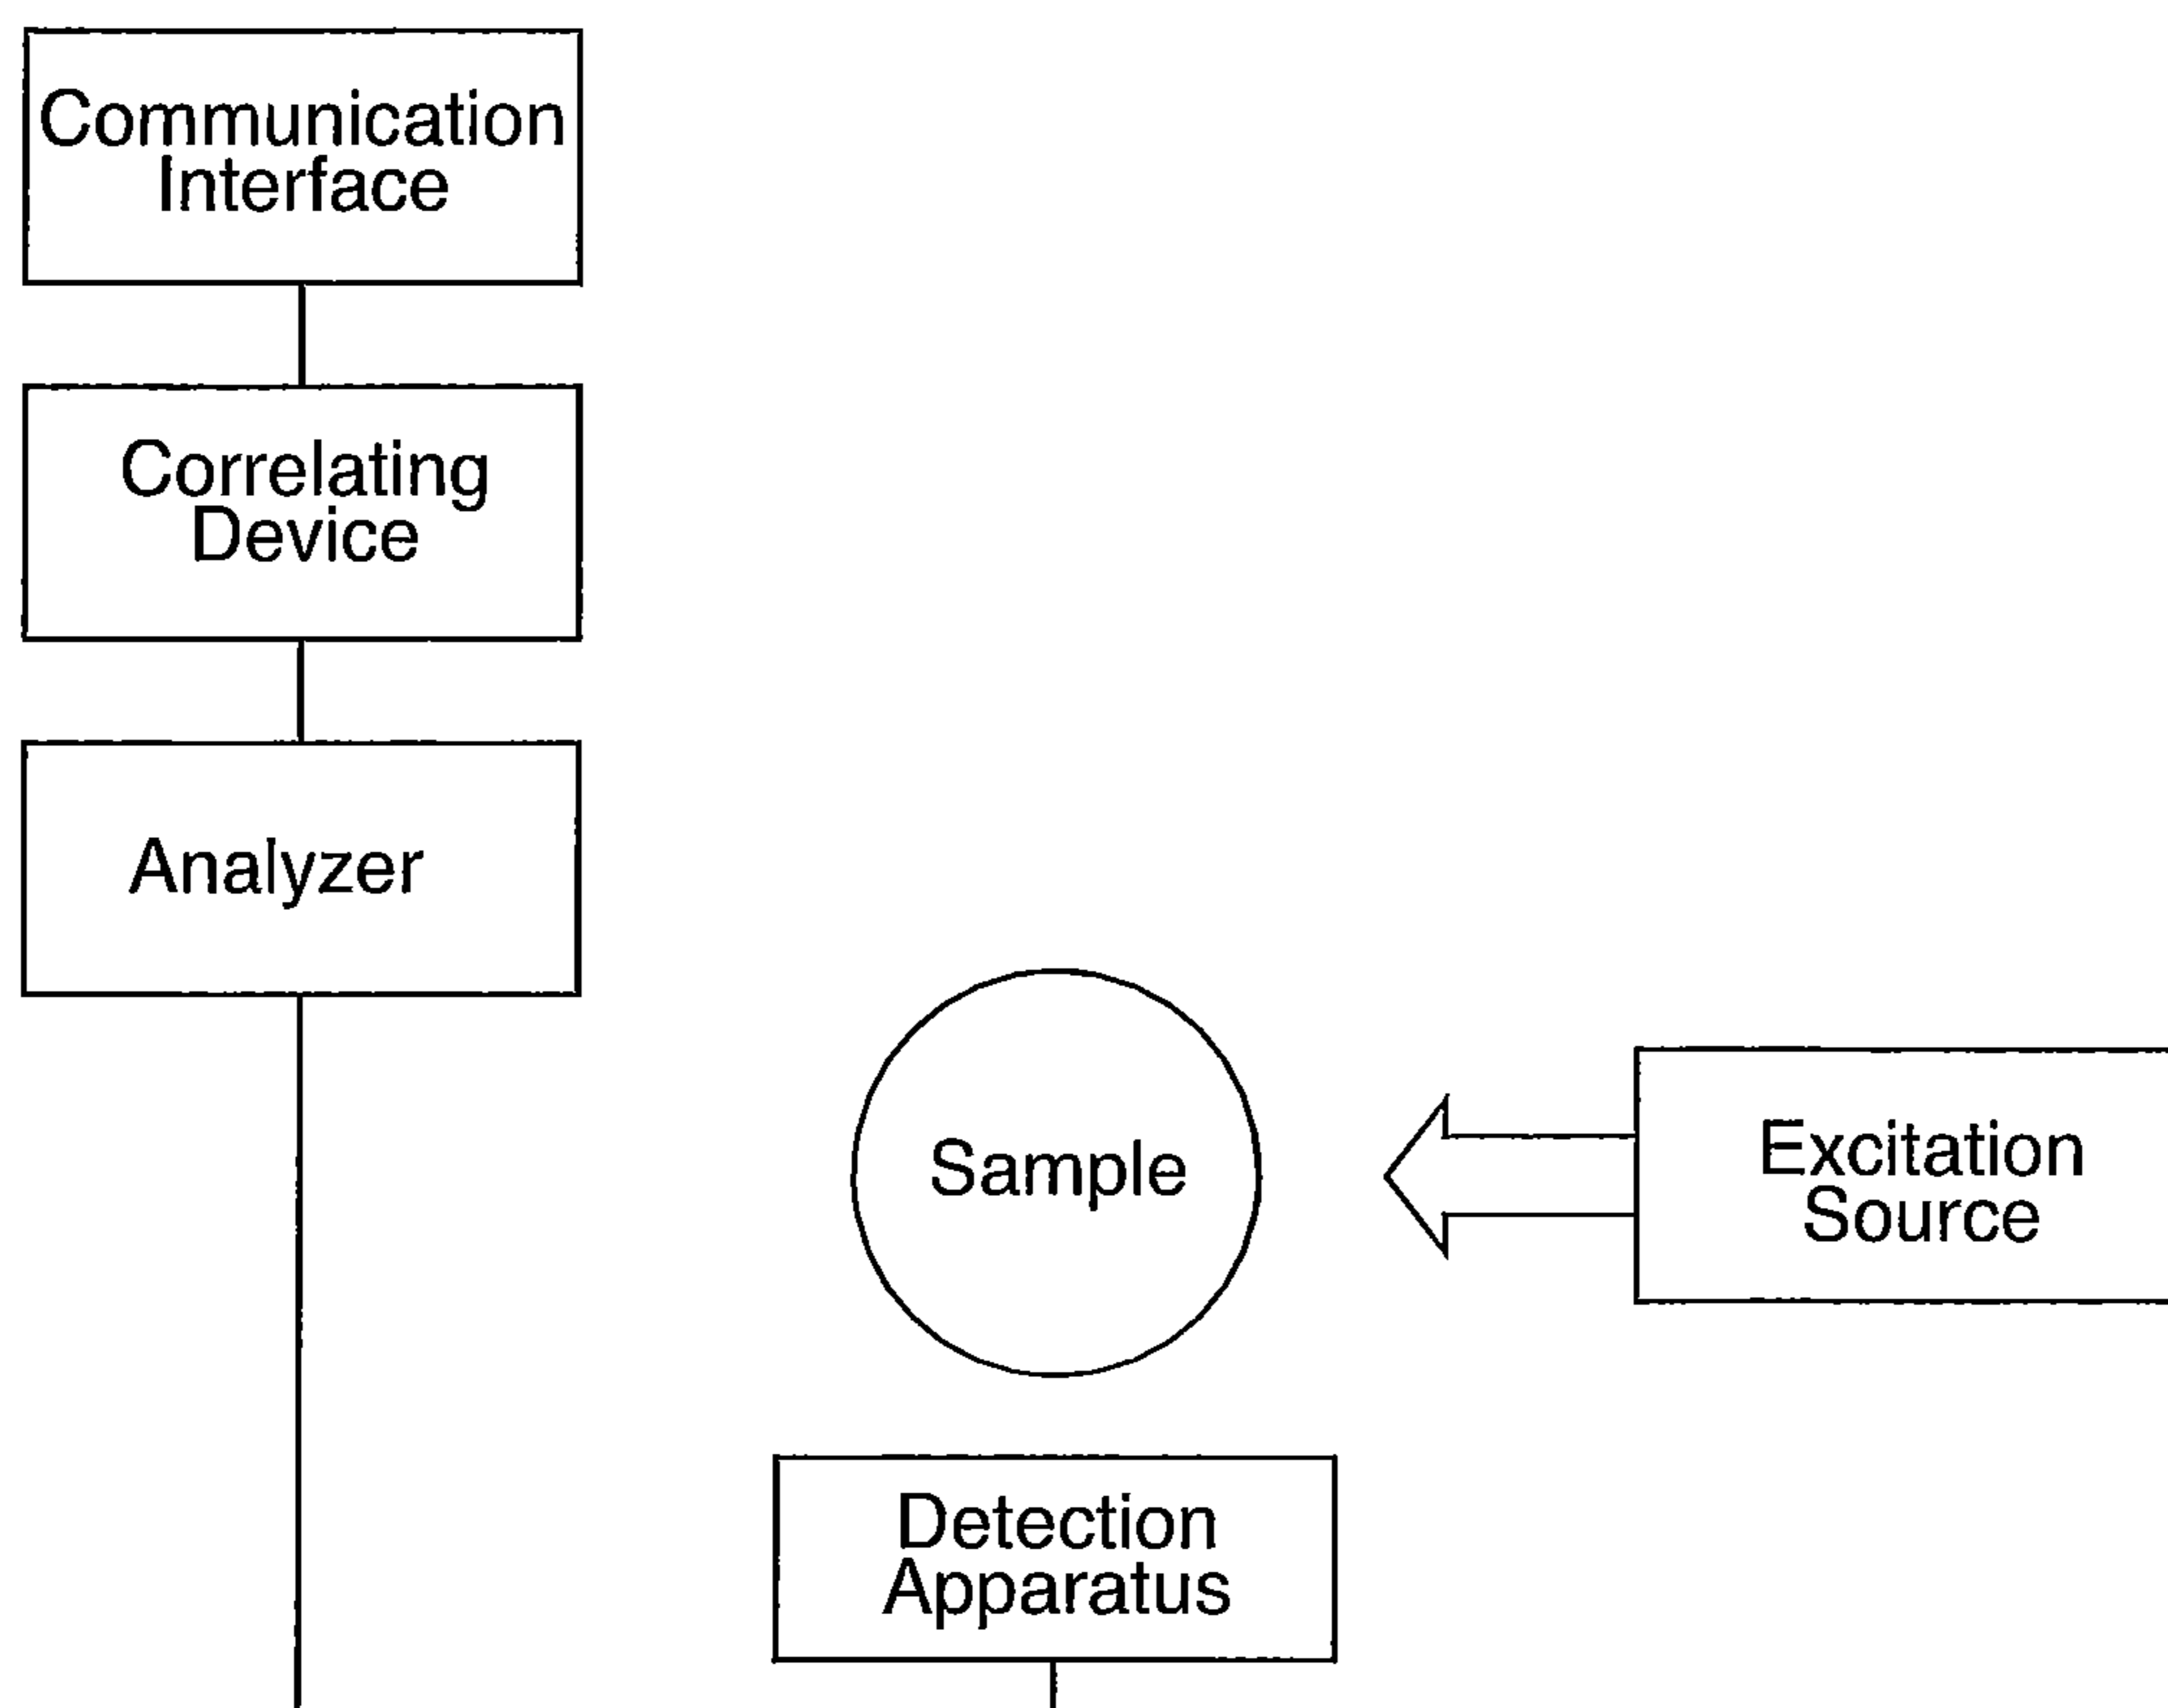 Communication
Interface
Correlating
Device
Analyzer
Sample
Excitation
Source
Detection
Apparatus